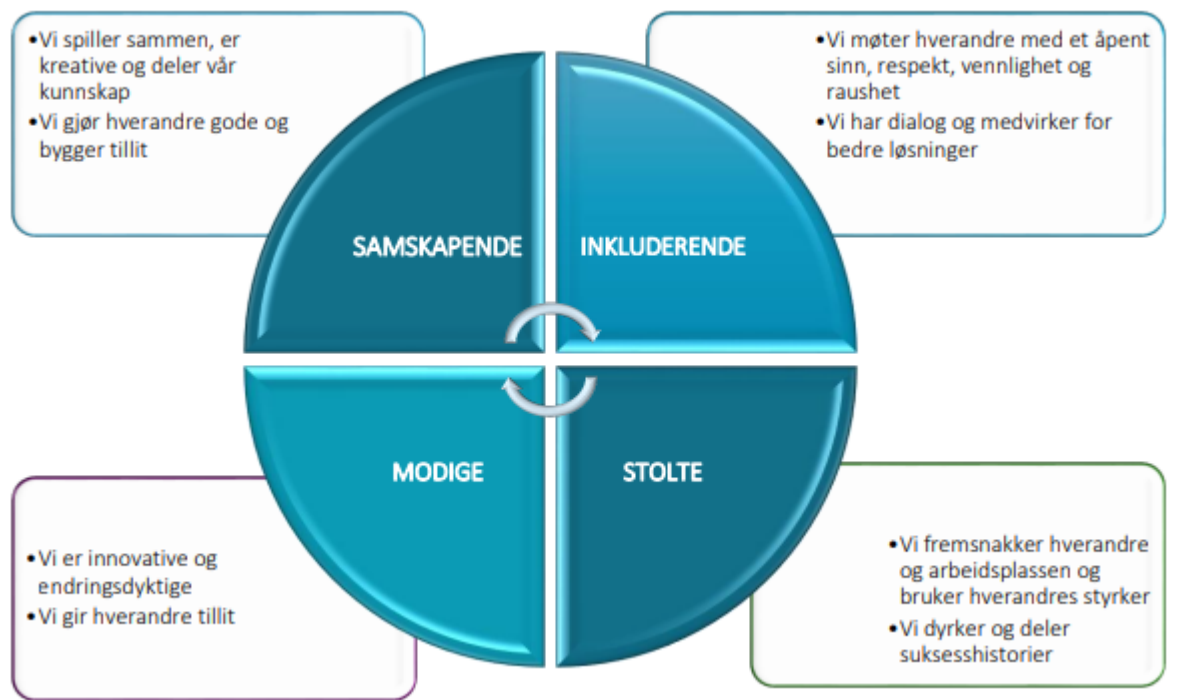 •Vi spiller sammen, er
kreative og deler vår
kunnskap
•Vi gjør hverandre gode og
bygger tillit
•Vi møter hverandre med et åpent
sinn, respekt, vennlighet og
raushet
•Vi har dialog og medvirker for
bedre løsninger
SAMSKAPENDE
INKLUDERENDE
MODIGE
STOLTE
•Vi er innovative og
endringsdyktige
•Vi gir hverandre tillit
•Vi fremsnakker hverandre
og arbeidsplassen og
bruker hverandres styrker
•Vi dyrker og deler
suksesshistorier